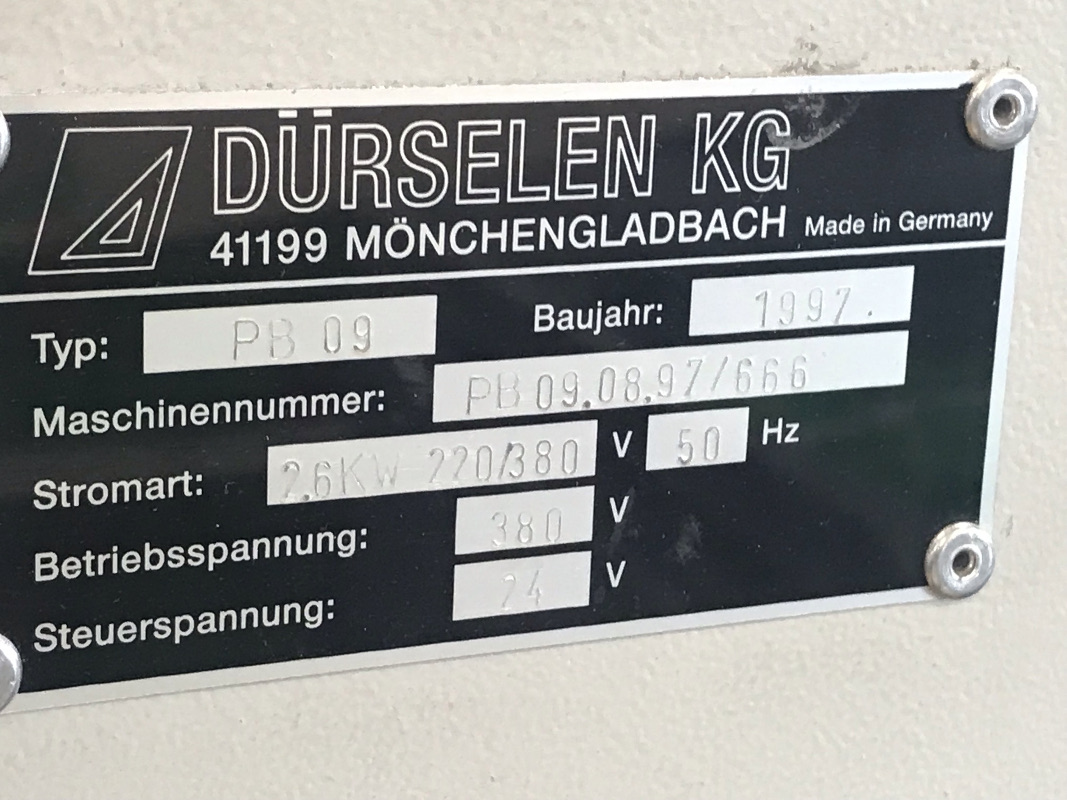 DÜRSELEN KG
41199 MÖNCHENGLADBACH Made in Germany
Typ: PB 09 Baujahr: 1997.
Maschinennummer: PB 09.08.97/666
Stromart: 2.6KW 220/380 V 50 Hz
Betriebsspannung: 380 V
Steuerspannung: 24 V